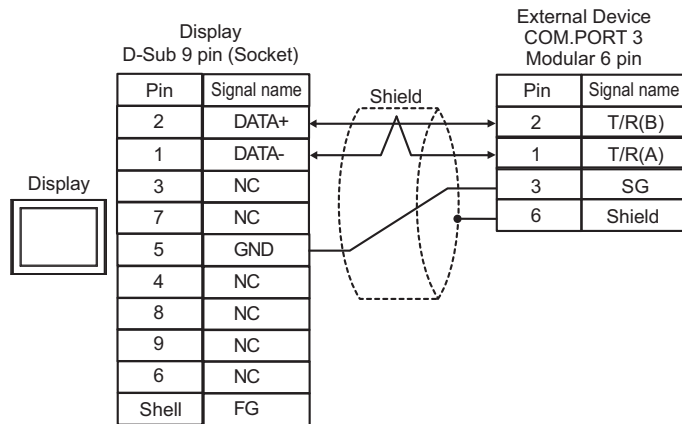 Display
D-Sub 9 pin (Socket)
External Device
COM.PORT 3
Modular 6 pin
Display
Shield
Pin Signal name
2 DATA+
1 DATA-
3 NC
7 NC
5 GND
4 NC
8 NC
9 NC
6 NC
Shell FG
Pin Signal name
2 T/R(B)
1 T/R(A)
3 SG
6 Shield